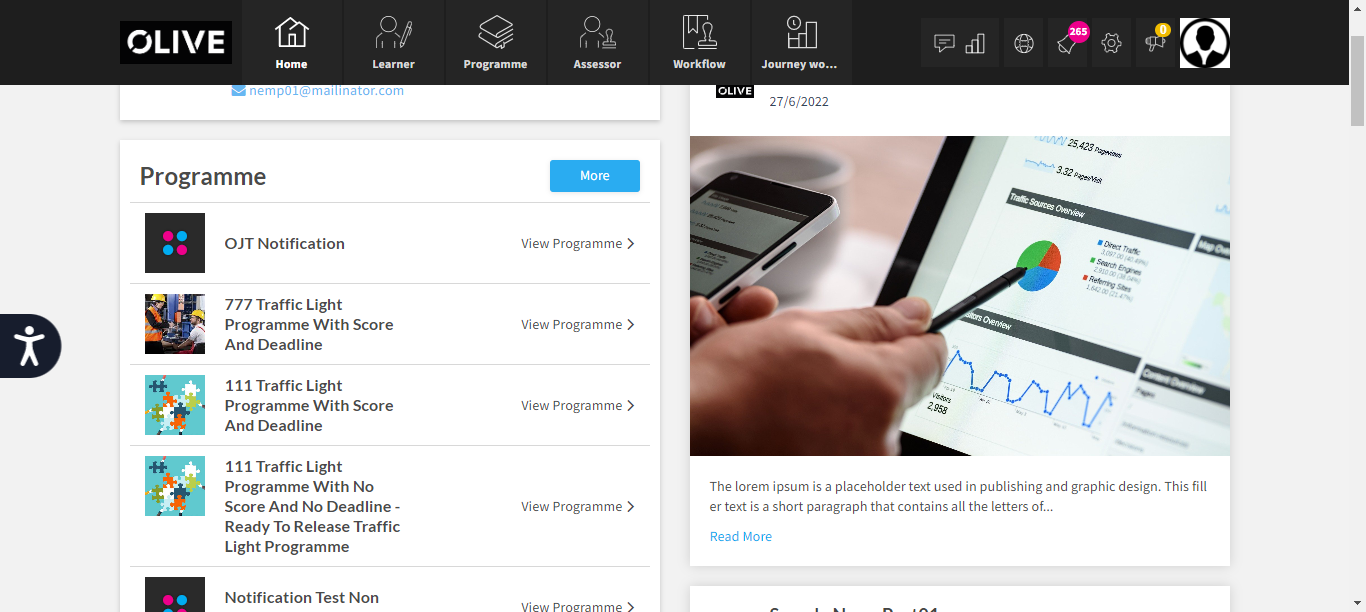 OLIVE
Home
Learner
Programme
Assessor
Workflow
Journey wo...
265
0
nemp01@mailinator.com
Programme
More
OJT Notification
View Programme
777 Traffic Light
Programme With Score
And Deadline
View Programme
111 Traffic Light
Programme With Score
And Deadline
View Programme
111 Traffic Light
Programme With No
Score And No Deadline -
Ready To Release Traffic
Light Programme
View Programme
Notification Test Non
View Programme
OLIVE
27/6/2022
25,423 Pageviews
3.32 Pages/Visit
Traffic Sources Overview
Direct Traffic
Search Engines
Referring Sites
Visitors
2,958
Content Overview
Pages
The lorem ipsum is a placeholder text used in publishing and graphic design. This fill
er text is a short paragraph that contains all the letters of...
Read More